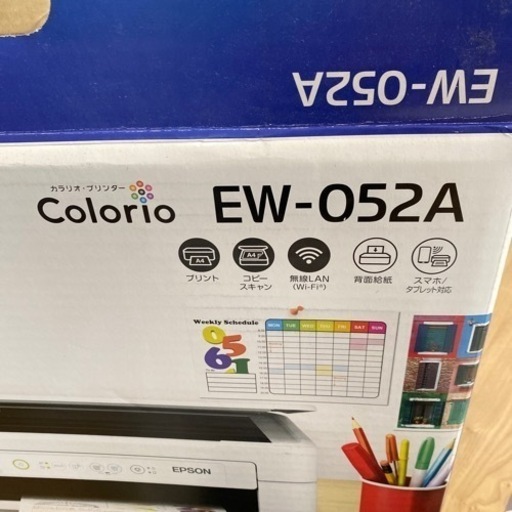 EW-052A
カラリオ・プリンター
Colorio
EW-052A
A4
プリント
A4
コピー
スキャン
無線LAN
(Wi-Fi®)
背面給紙
スマホ/
タブレット対応
Weekly Schedule
MON TUE WED THU FRI SAT SUN
0561
EPSON